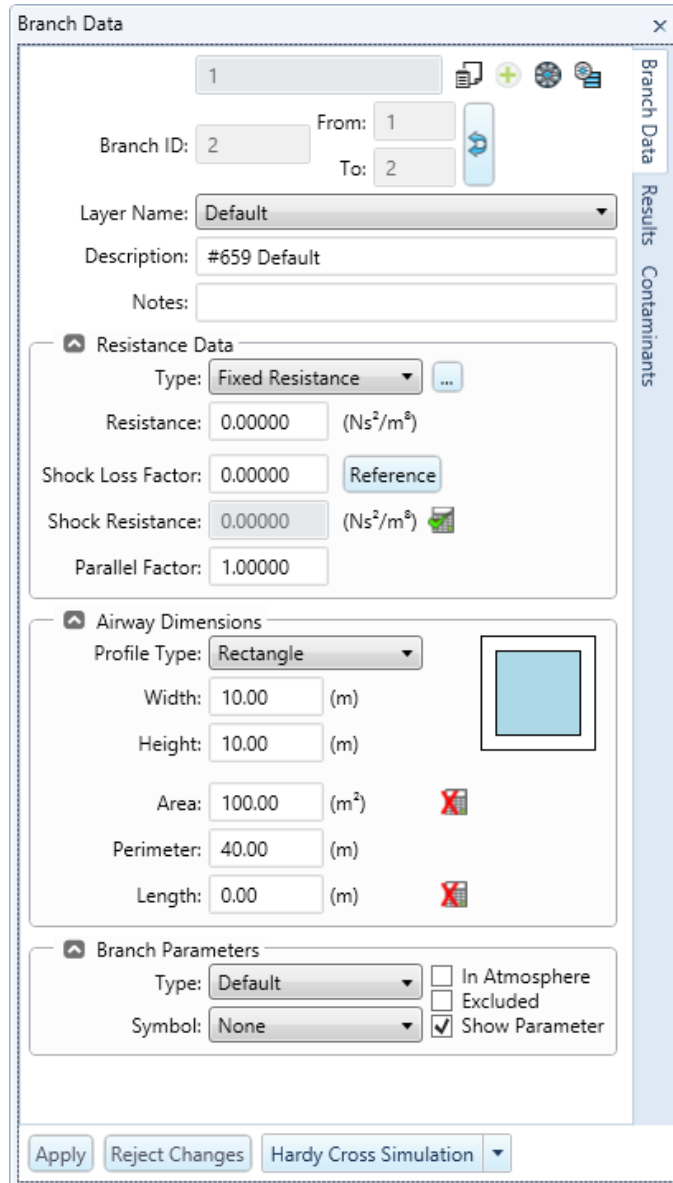 Branch Data
1
Branch ID: 2
From: 1
To: 2
Layer Name: Default
Description: #659 Default
Notes:
Resistance Data
Type: Fixed Resistance ...
Resistance: 0.00000 (Ns²/m⁸)
Shock Loss Factor: 0.00000 Reference
Shock Resistance: 0.00000 (Ns²/m⁸)
Parallel Factor: 1.00000
Airway Dimensions
Profile Type: Rectangle
Width: 10.00 (m)
Height: 10.00 (m)
Area: 100.00 (m²)
Perimeter: 40.00 (m)
Length: 0.00 (m)
Branch Parameters
Type: Default In Atmosphere
Excluded
Symbol: None Show Parameter
Apply Reject Changes Hardy Cross Simulation
Branch Data
Results
Contaminants